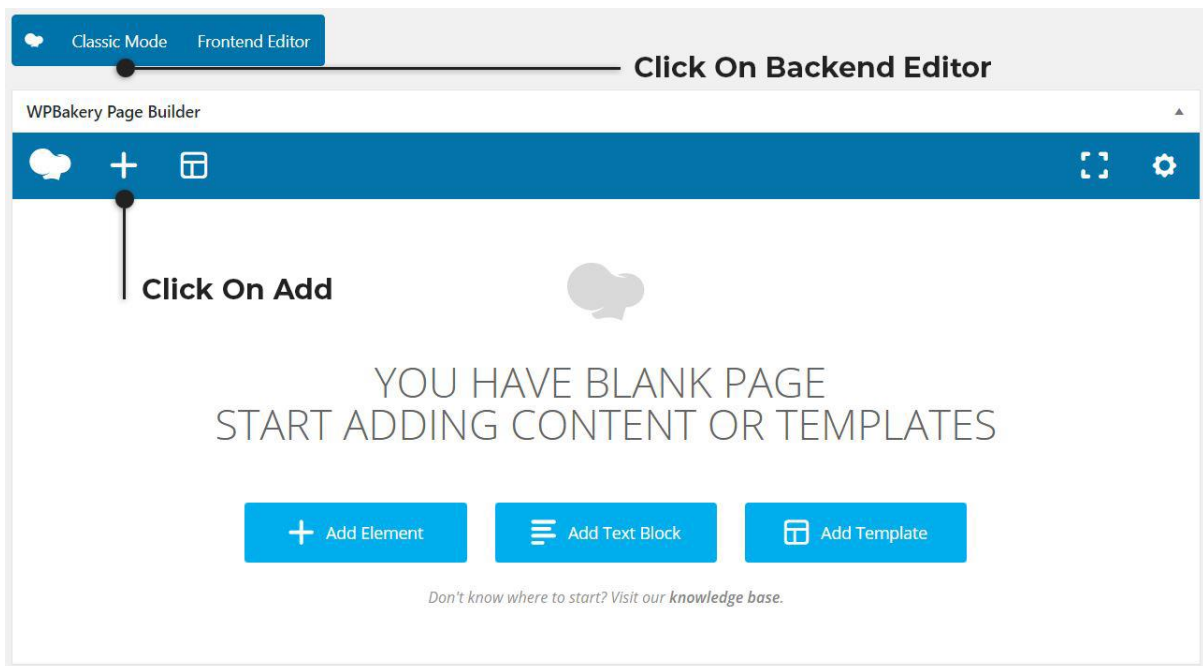 Classic Mode Frontend Editor
Click On Backend Editor
WPBakery Page Builder
Click On Add
YOU HAVE BLANK PAGE
START ADDING CONTENT OR TEMPLATES
Add Element Add Text Block Add Template
Don't know where to start? Visit our knowledge base.